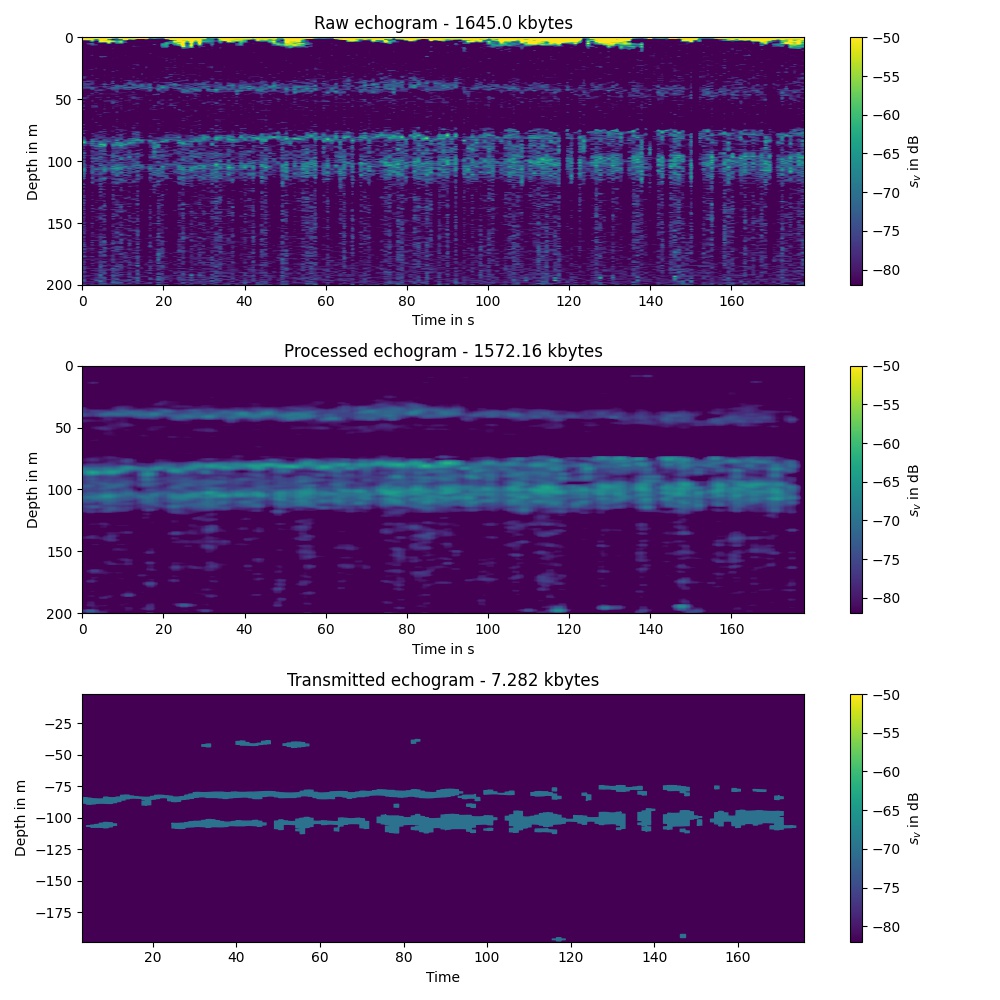 Raw echogram - 1645.0 kbytes
0
50
100
150
200
Depth in m
0 20 40 60 80 100 120 140 160
Time in s
−50
−55
−60
−65
−70
−75
−80
sv in dB
Processed echogram - 1572.16 kbytes
0
50
100
150
200
Depth in m
0 20 40 60 80 100 120 140 160
Time in s
−50
−55
−60
−65
−70
−75
−80
sv in dB
Transmitted echogram - 7.282 kbytes
−25
−50
−75
−100
−125
−150
−175
Depth in m
20 40 60 80 100 120 140 160
Time
−50
−55
−60
−65
−70
−75
−80
sv in dB